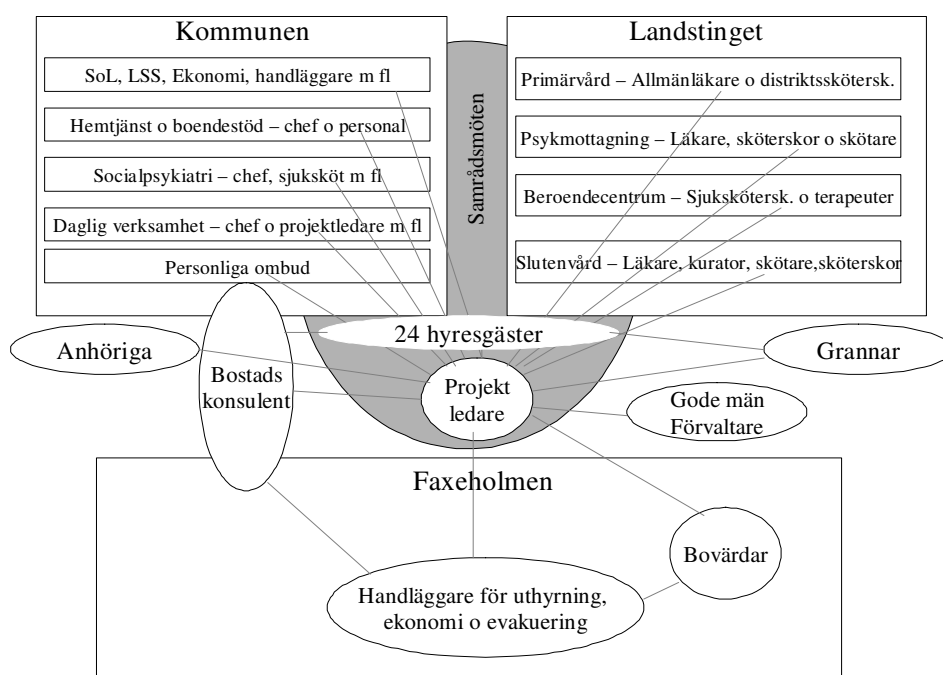 Kommunen
SoL, LSS, Ekonomi, handläggare m fl
Hemtjänst o boendestöd – chef o personal
Socialpsykiatri – chef, sjuksköt m fl
Daglig verksamhet – chef o projektledare m fl
Personliga ombud
Samrådsmöten
Landstinget
Primärvård – Allmänläkare o distriktsskötersk.
Psykmottagning – Läkare, sköterskor o skötare
Beroendecentrum – Sjukskötersk. o terapeuter
Slutenvård – Läkare, kurator, skötare,sköterskor
24 hyresgäster
Anhöriga
Bostads
konsulent
Projekt
ledare
Grannar
Gode män
Förvaltare
Faxeholmen
Bovärdar
Handläggare för uthyrning,
ekonomi o evakuering